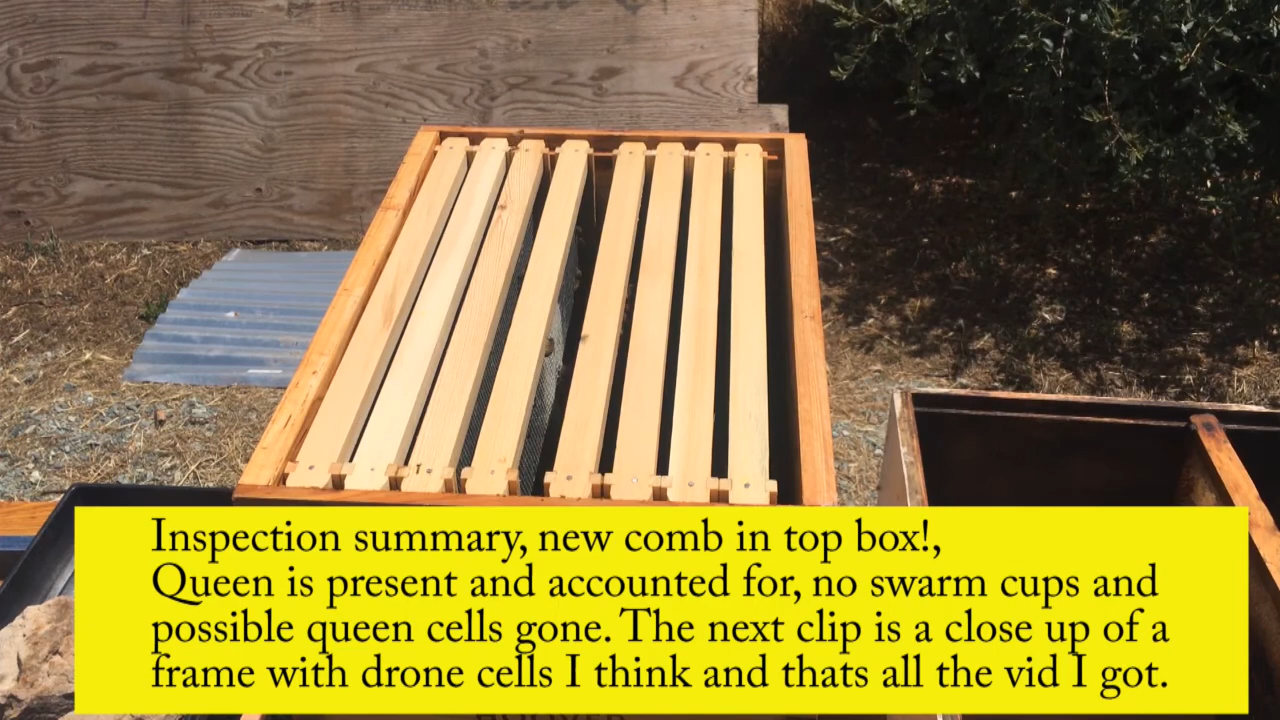 Inspection summary, new comb in top box!,
Queen is present and accounted for, no swarm cups and
possible queen cells gone. The next clip is a close up of a
frame with drone cells I think and thats all the vid I got.